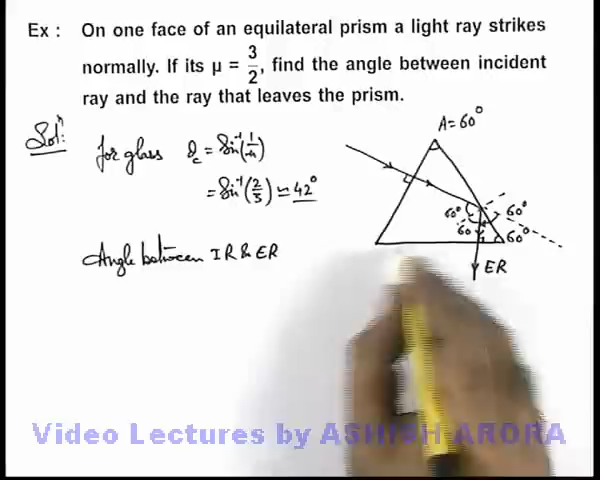 Ex : On one face of an equilateral prism a light ray strikes
normally. If its μ = 3/2, find the angle between incident
ray and the ray that leaves the prism.
Solⁿ:
for glass θc = Sin⁻¹(1/μ)
= Sin⁻¹(2/3) ≃ 42°
Angle between IR & ER
A = 60°
60° 60°
60 60°
ER
Video Lectures by ASHISH ARORA